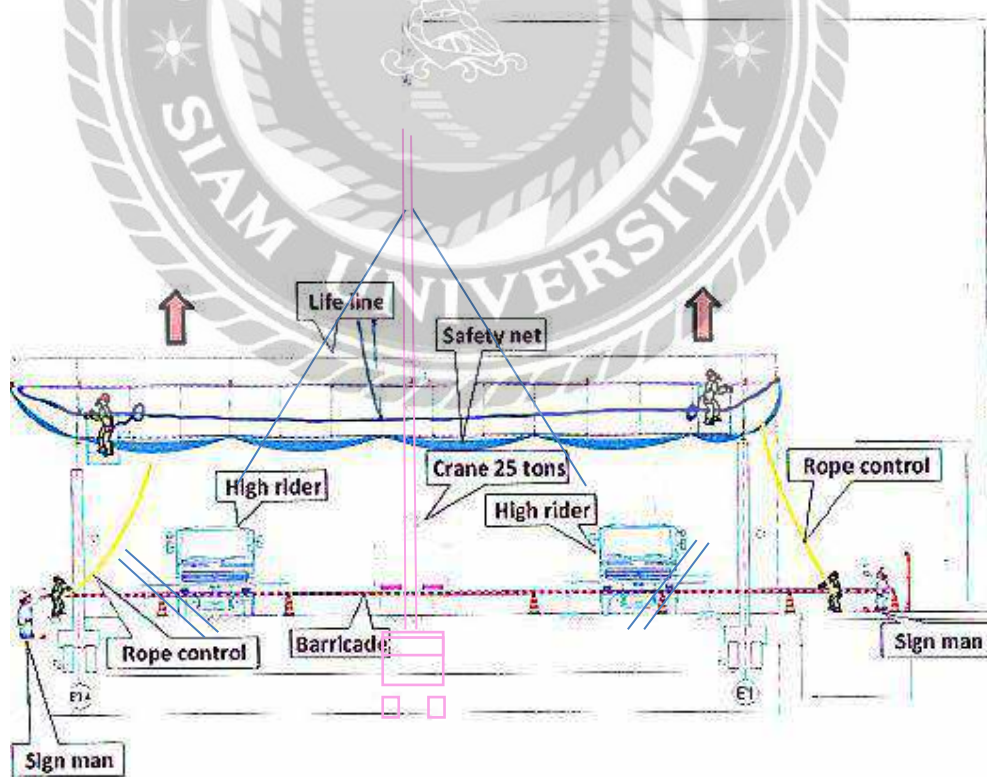 SIAM UNIVERSITY
Life line
Safety net
Crane 25 tons
Rope control
High rider
High rider
Barricade
Rope control
Sign man
E1
Sign man